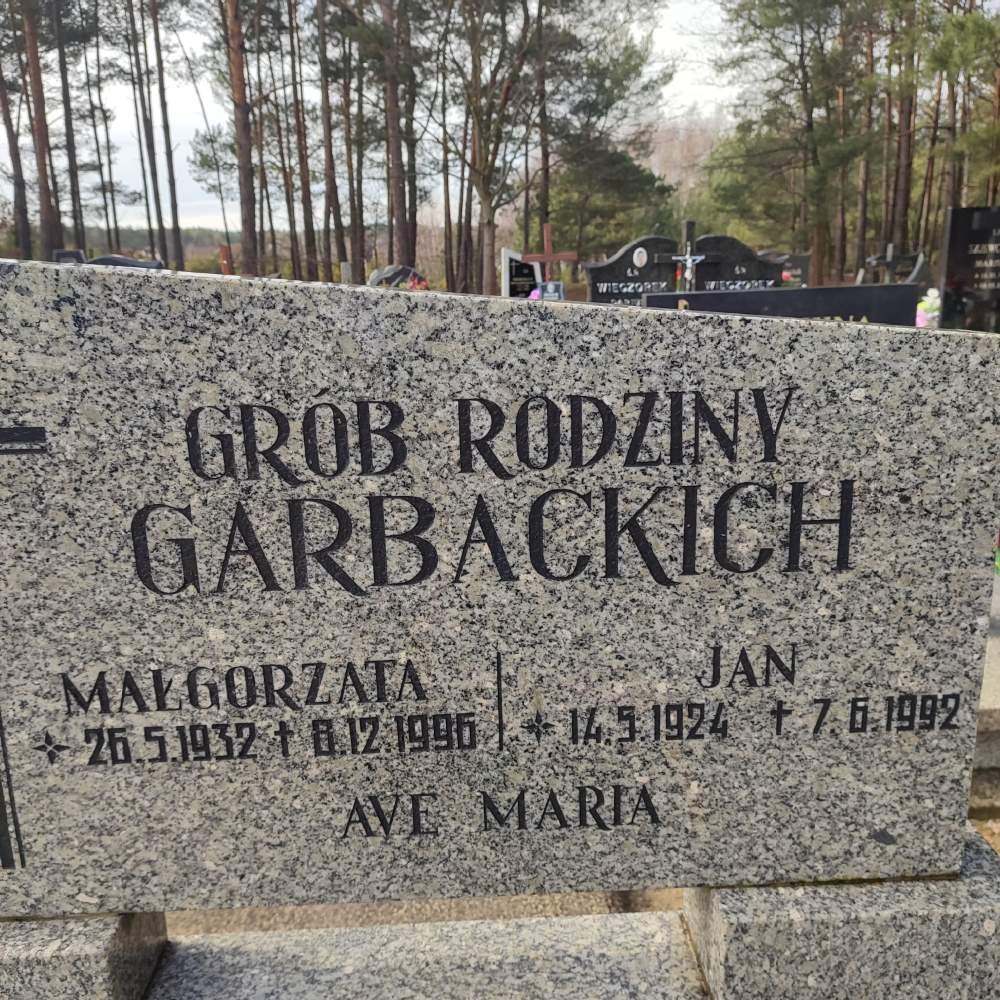 GRÓB RODZINY
GARBACKICH
MAŁGORZATA
* 26.5.1932 † 8.12.1996
JAN
* 14.5.1924 † 7.6.1992
AVE MARIA
Ś.P.
WIECZOREK
Ś.P.
WIECZOREK